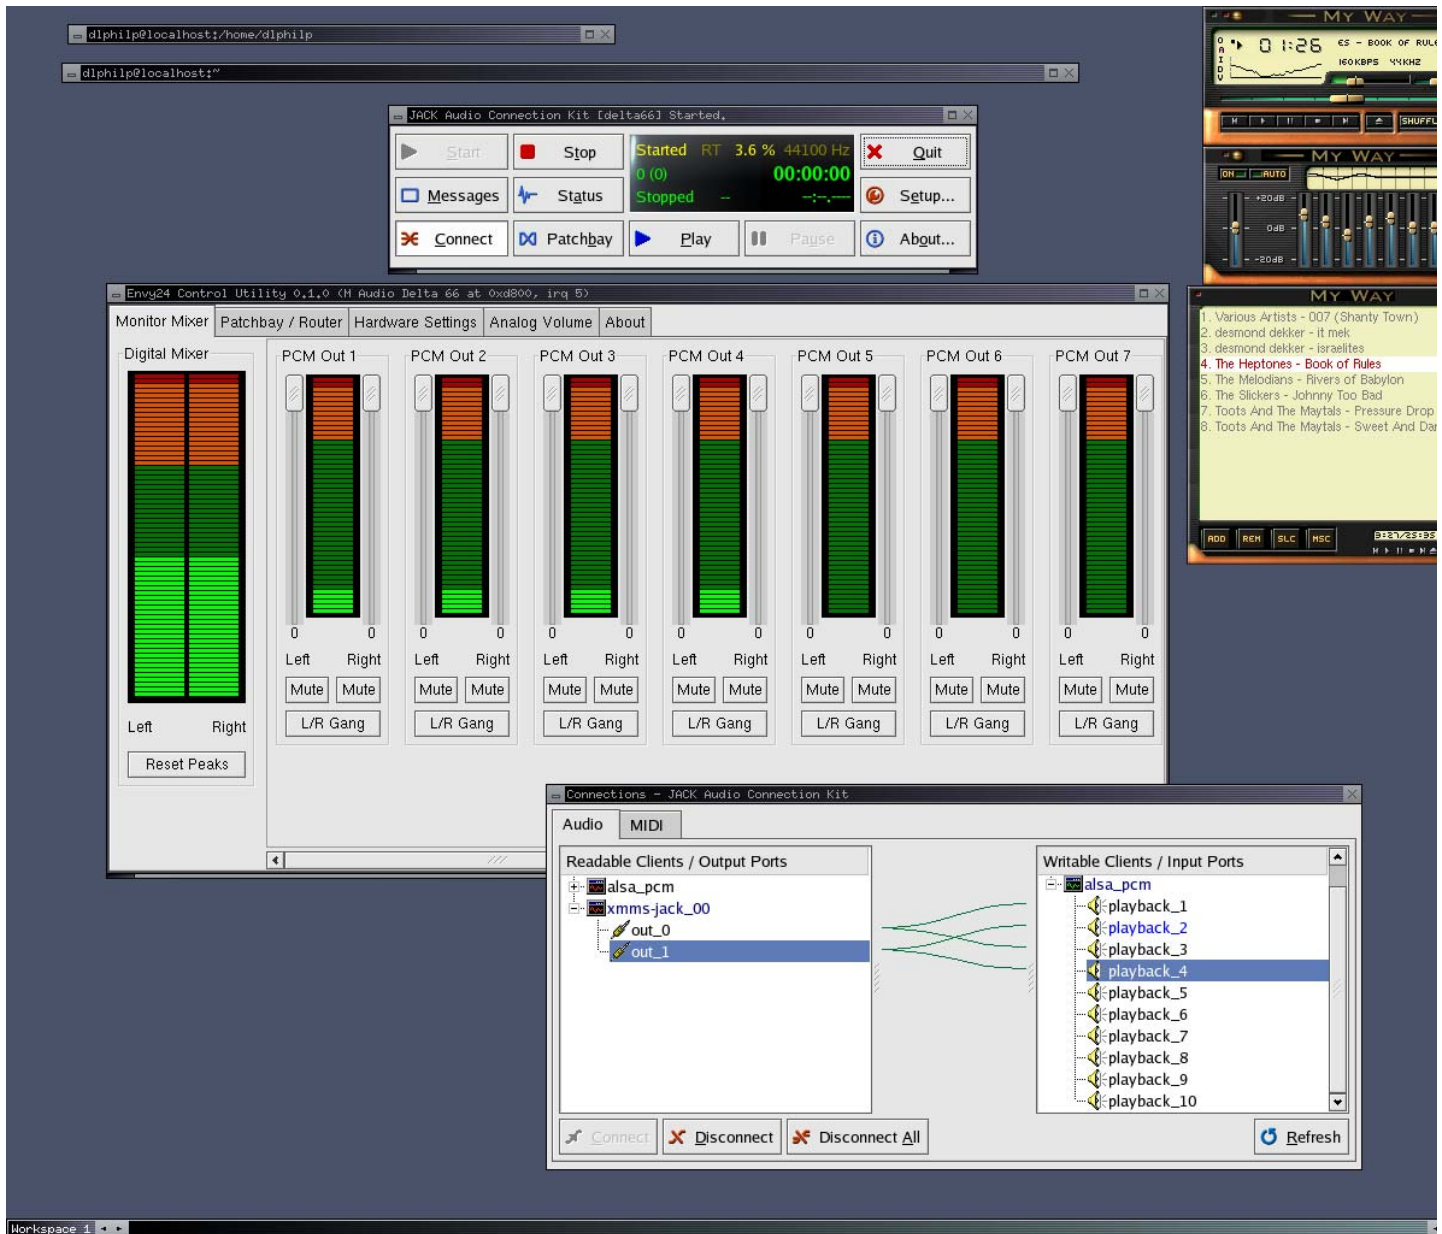 dlphilp@localhost:/home/dlphilp
dlphilp@localhost:~
JACK Audio Connection Kit [delta66] Started.
Start
Stop
Started RT 3.6 % 44100 Hz
Quit
0 (0) 00:00:00
Messages
Status
Stopped -- --:--.----
Setup...
Connect
Patchbay
Play
Pause
About...
MY WAY
O A I D V
01:26
ES - BOOK OF RULE
160KBPS 44KHZ
SHUFFL
MY WAY
ON AUTO
+20dB
0dB
-20dB
MY WAY
1. Various Artists - 007 (Shanty Town)
2. desmond dekker - it mek
3. desmond dekker - israelites
4. The Heptones - Book of Rules
5. The Melodians - Rivers of Babylon
6. The Slickers - Johnny Too Bad
7. Toots And The Maytals - Pressure Drop
8. Toots And The Maytals - Sweet And Dan
ADD REM SLC MSC
Envy24 Control Utility 0.1.0 (M Audio Delta 66 at 0xd800, irq 5)
Monitor Mixer Patchbay / Router Hardware Settings Analog Volume About
Digital Mixer PCM Out 1 PCM Out 2 PCM Out 3 PCM Out 4 PCM Out 5 PCM Out 6 PCM Out 7
0 0 0 0 0 0 0 0 0 0 0 0 0 0
Left Right Left Right Left Right Left Right Left Right Left Right Left Right
Mute Mute Mute Mute Mute Mute Mute Mute Mute Mute Mute Mute Mute Mute
L/R Gang L/R Gang L/R Gang L/R Gang L/R Gang L/R Gang L/R Gang
Left Right
Reset Peaks
Connections - JACK Audio Connection Kit
Audio MIDI
Readable Clients / Output Ports
alsa_pcm
xmms-jack_00
out_0
out_1
Writable Clients / Input Ports
alsa_pcm
playback_1
playback_2
playback_3
playback_4
playback_5
playback_6
playback_7
playback_8
playback_9
playback_10
Connect Disconnect Disconnect All Refresh
Workspace 1